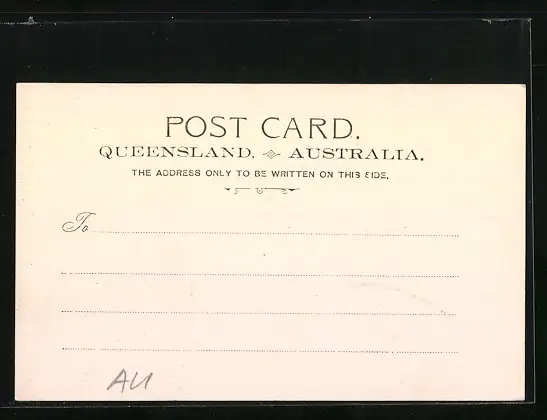 POST CARD.
QUEENSLAND. AUSTRALIA.
THE ADDRESS ONLY TO BE WRITTEN ON THIS SIDE.
To
AU